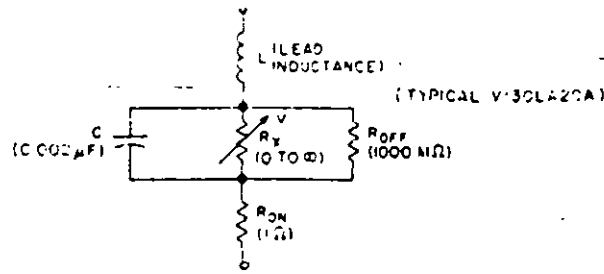 L (LEAD
INDUCTANCE)
(TYPICAL V130LA20A)
C
(0.002µF)
V
RX
(0 TO ∞)
ROFF
(1000 MΩ)
RON
(1Ω)